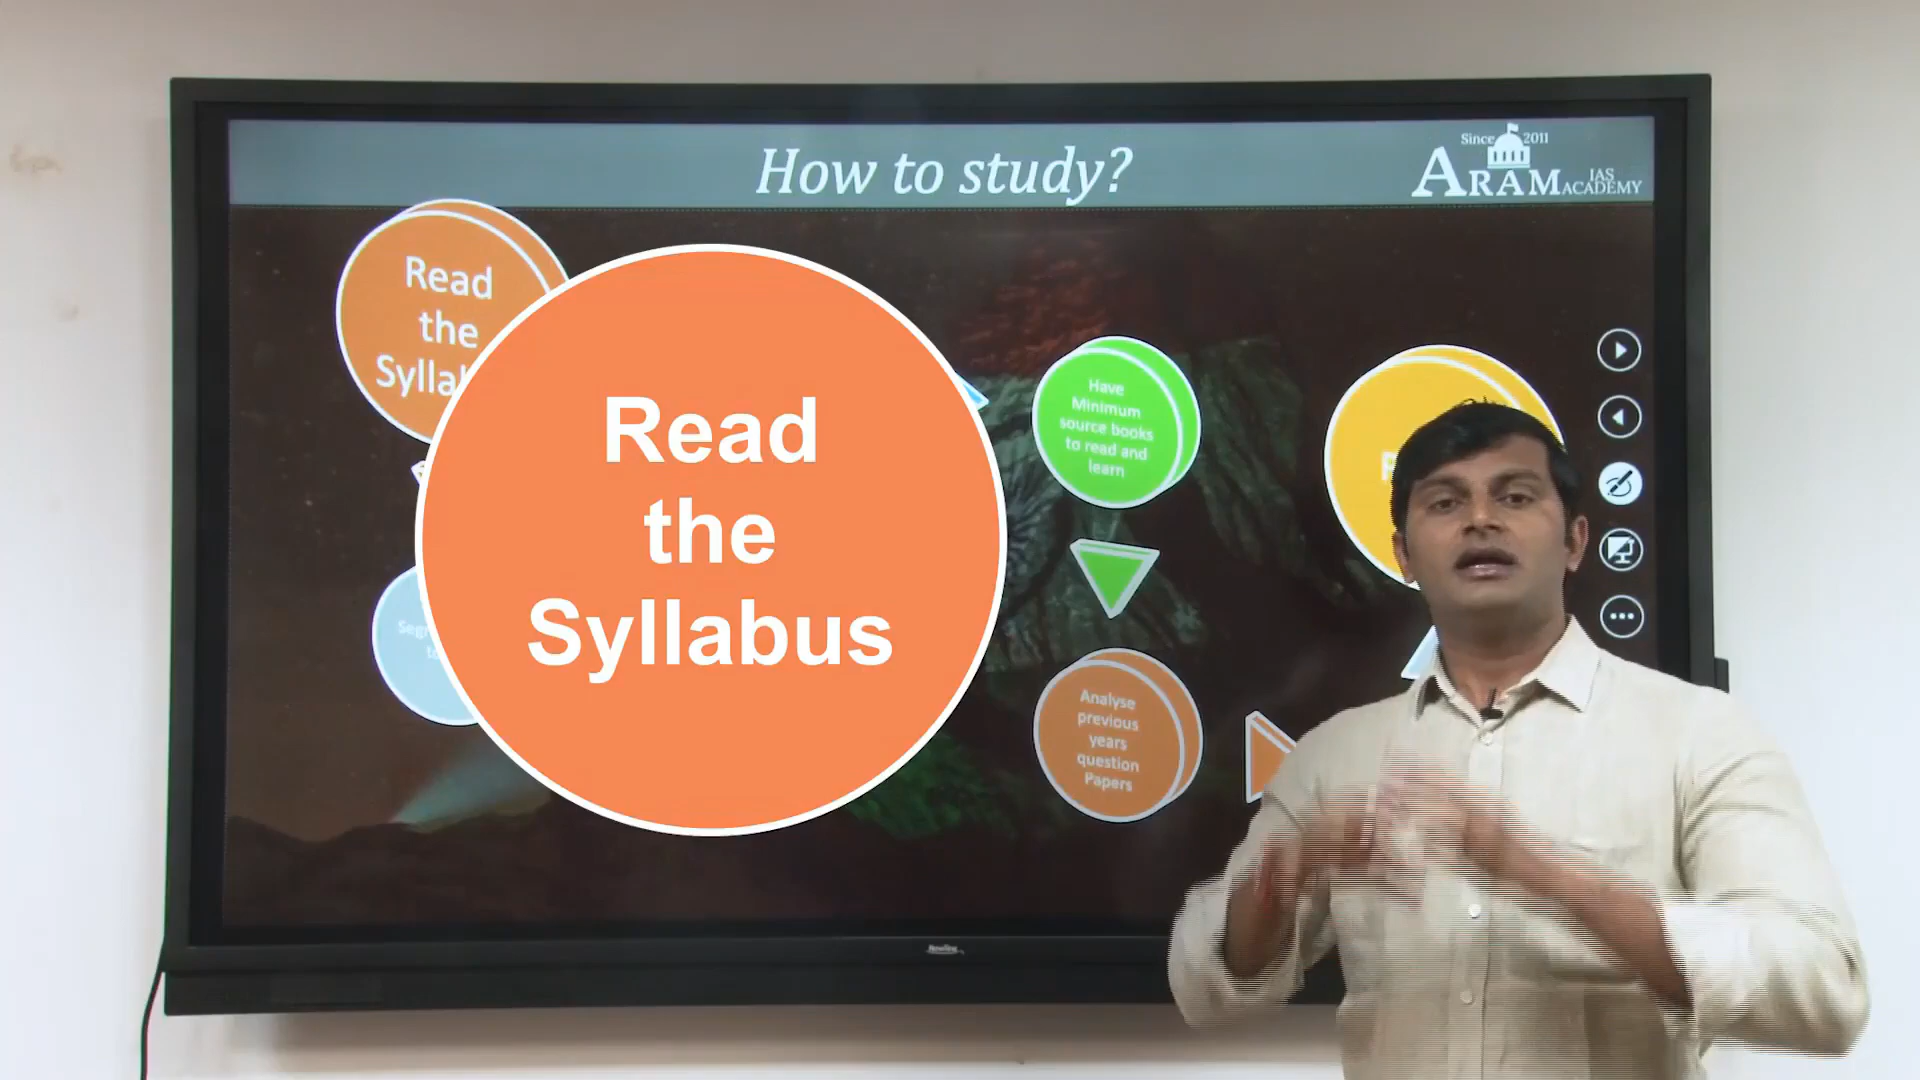 How to study?
Since 2011
ARAM IAS ACADEMY
Read
the
Read
the
Syllabus
Have
Minimum
source books
to read and
learn
Analyse
previous
years
question
Papers